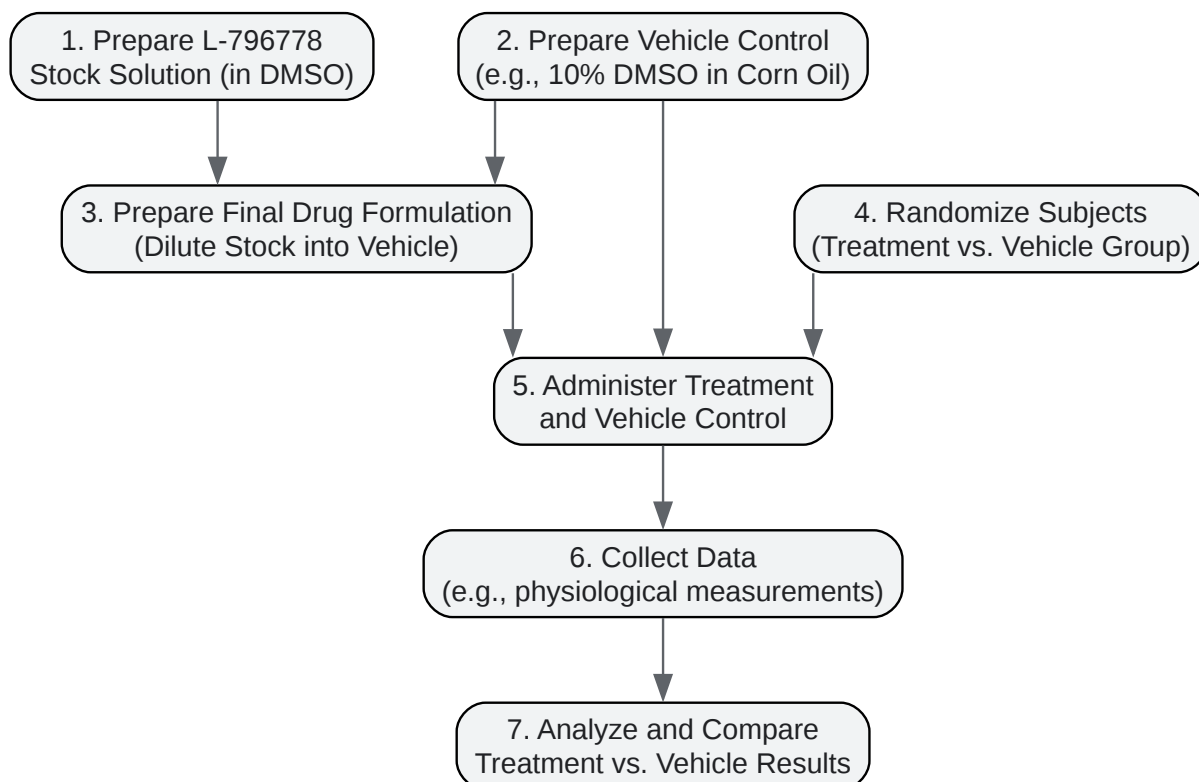 1. Prepare L-796778
Stock Solution (in DMSO)
2. Prepare Vehicle Control
(e.g., 10% DMSO in Corn Oil)
3. Prepare Final Drug Formulation
(Dilute Stock into Vehicle)
4. Randomize Subjects
(Treatment vs. Vehicle Group)
5. Administer Treatment
and Vehicle Control
6. Collect Data
(e.g., physiological measurements)
7. Analyze and Compare
Treatment vs. Vehicle Results